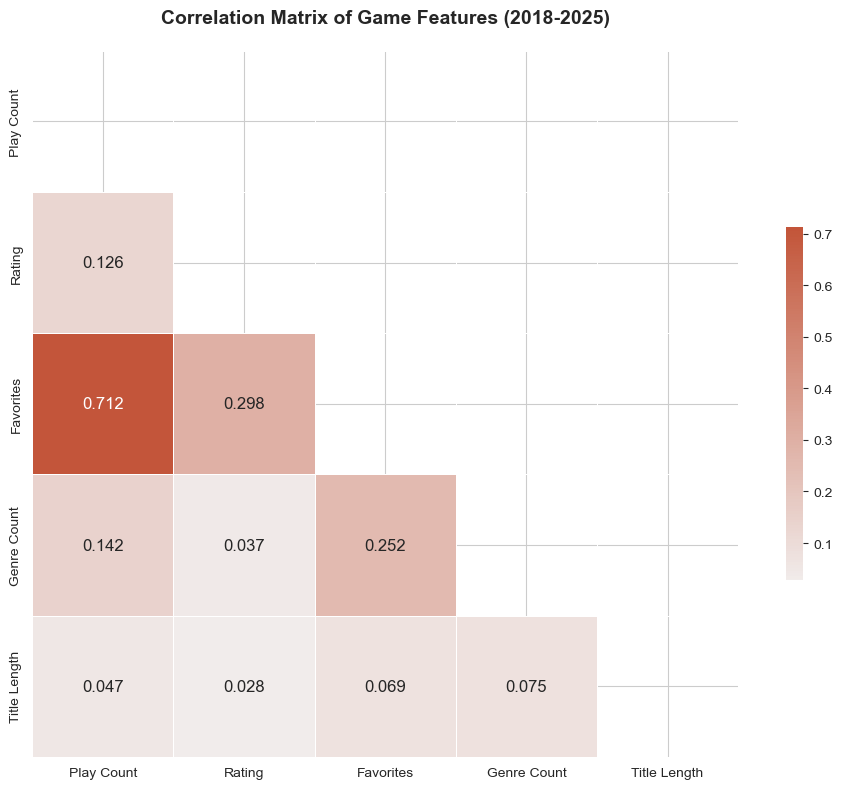 Correlation Matrix of Game Features (2018-2025)
Play Count
Rating
0.126
Favorites
0.712 0.298
Genre Count
0.142 0.037 0.252
Title Length
0.047 0.028 0.069 0.075
Play Count Rating Favorites Genre Count Title Length
0.7
0.6
0.5
0.4
0.3
0.2
0.1